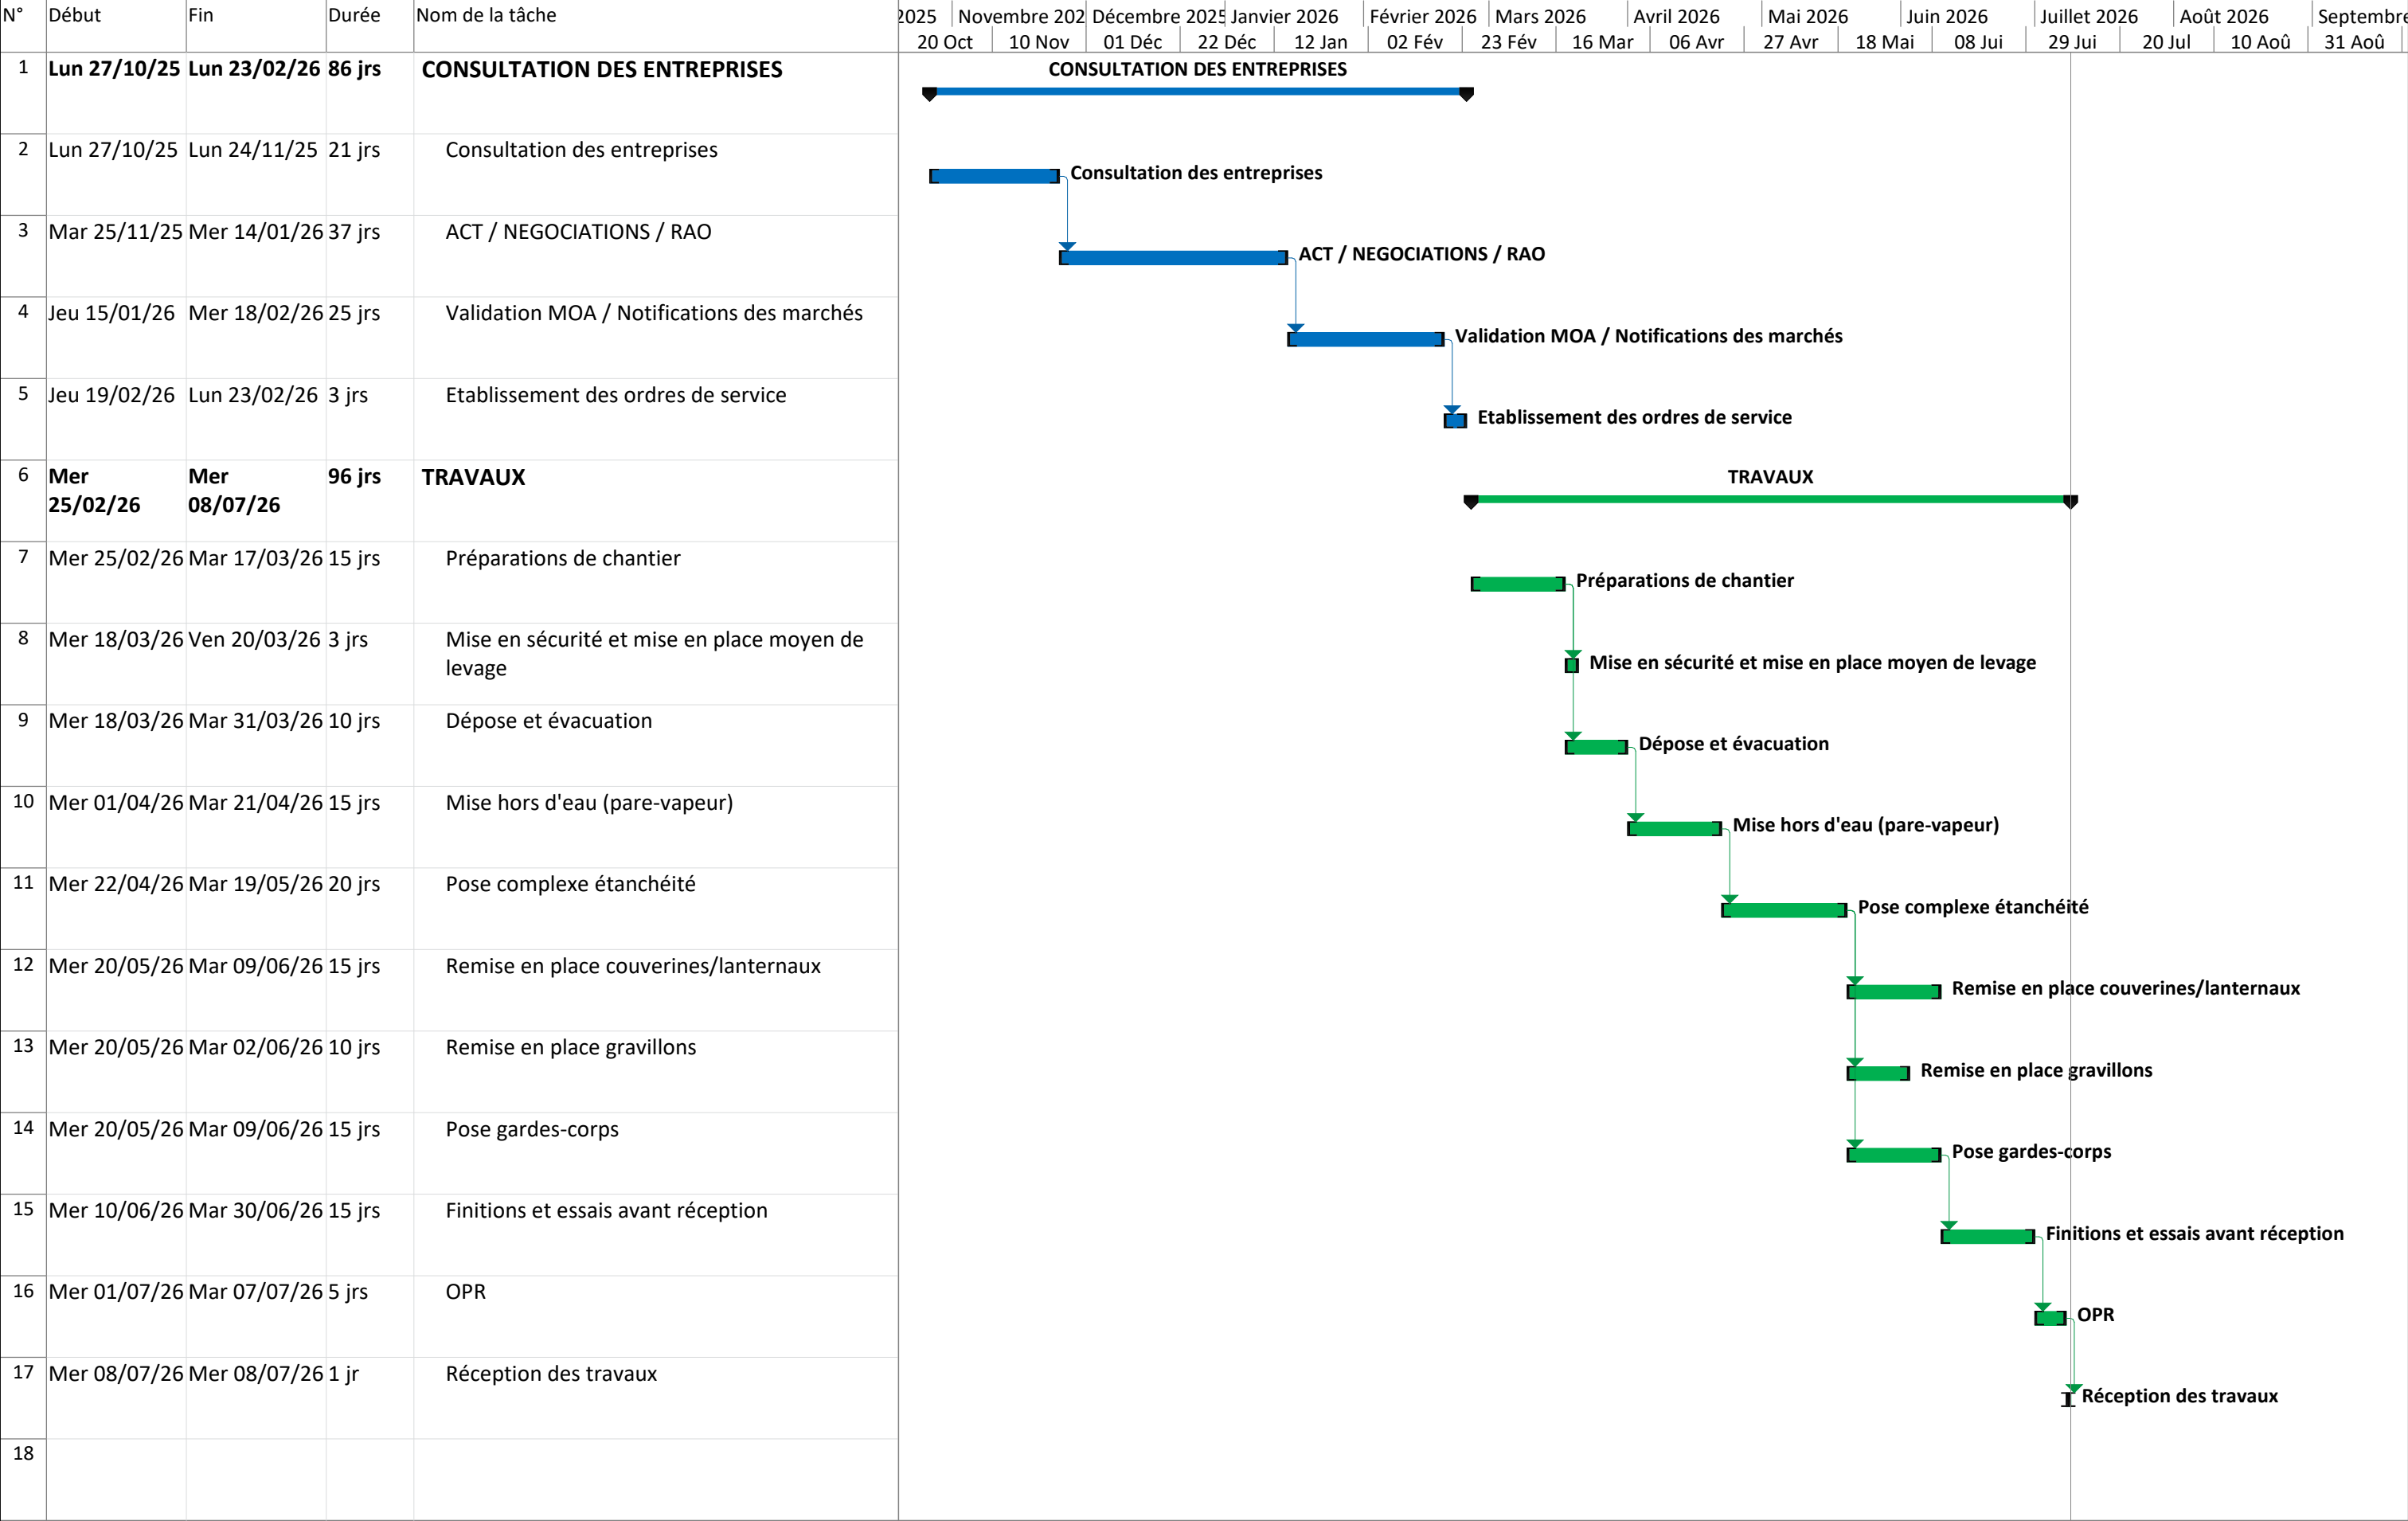 N° Début Fin Durée Nom de la tâche
2025 Novembre 202 Décembre 2025 Janvier 2026 Février 2026 Mars 2026 Avril 2026 Mai 2026 Juin 2026 Juillet 2026 Août 2026 Septembre
20 Oct 10 Nov 01 Déc 22 Déc 12 Jan 02 Fév 23 Fév 16 Mar 06 Avr 27 Avr 18 Mai 08 Jui 29 Jui 20 Jul 10 Aoû 31 Aoû
1 Lun 27/10/25 Lun 23/02/26 86 jrs CONSULTATION DES ENTREPRISES
CONSULTATION DES ENTREPRISES
2 Lun 27/10/25 Lun 24/11/25 21 jrs Consultation des entreprises
Consultation des entreprises
3 Mar 25/11/25 Mer 14/01/26 37 jrs ACT / NEGOCIATIONS / RAO
ACT / NEGOCIATIONS / RAO
4 Jeu 15/01/26 Mer 18/02/26 25 jrs Validation MOA / Notifications des marchés
Validation MOA / Notifications des marchés
5 Jeu 19/02/26 Lun 23/02/26 3 jrs Etablissement des ordres de service
Etablissement des ordres de service
6 Mer Mer 96 jrs TRAVAUX
25/02/26 08/07/26
TRAVAUX
7 Mer 25/02/26 Mar 17/03/26 15 jrs Préparations de chantier
Préparations de chantier
8 Mer 18/03/26 Ven 20/03/26 3 jrs Mise en sécurité et mise en place moyen de
levage
Mise en sécurité et mise en place moyen de levage
9 Mer 18/03/26 Mar 31/03/26 10 jrs Dépose et évacuation
Dépose et évacuation
10 Mer 01/04/26 Mar 21/04/26 15 jrs Mise hors d'eau (pare-vapeur)
Mise hors d'eau (pare-vapeur)
11 Mer 22/04/26 Mar 19/05/26 20 jrs Pose complexe étanchéité
Pose complexe étanchéité
12 Mer 20/05/26 Mar 09/06/26 15 jrs Remise en place couverines/lanternaux
Remise en place couverines/lanternaux
13 Mer 20/05/26 Mar 02/06/26 10 jrs Remise en place gravillons
Remise en place gravillons
14 Mer 20/05/26 Mar 09/06/26 15 jrs Pose gardes-corps
Pose gardes-corps
15 Mer 10/06/26 Mar 30/06/26 15 jrs Finitions et essais avant réception
Finitions et essais avant réception
16 Mer 01/07/26 Mar 07/07/26 5 jrs OPR
OPR
17 Mer 08/07/26 Mer 08/07/26 1 jr Réception des travaux
Réception des travaux
18